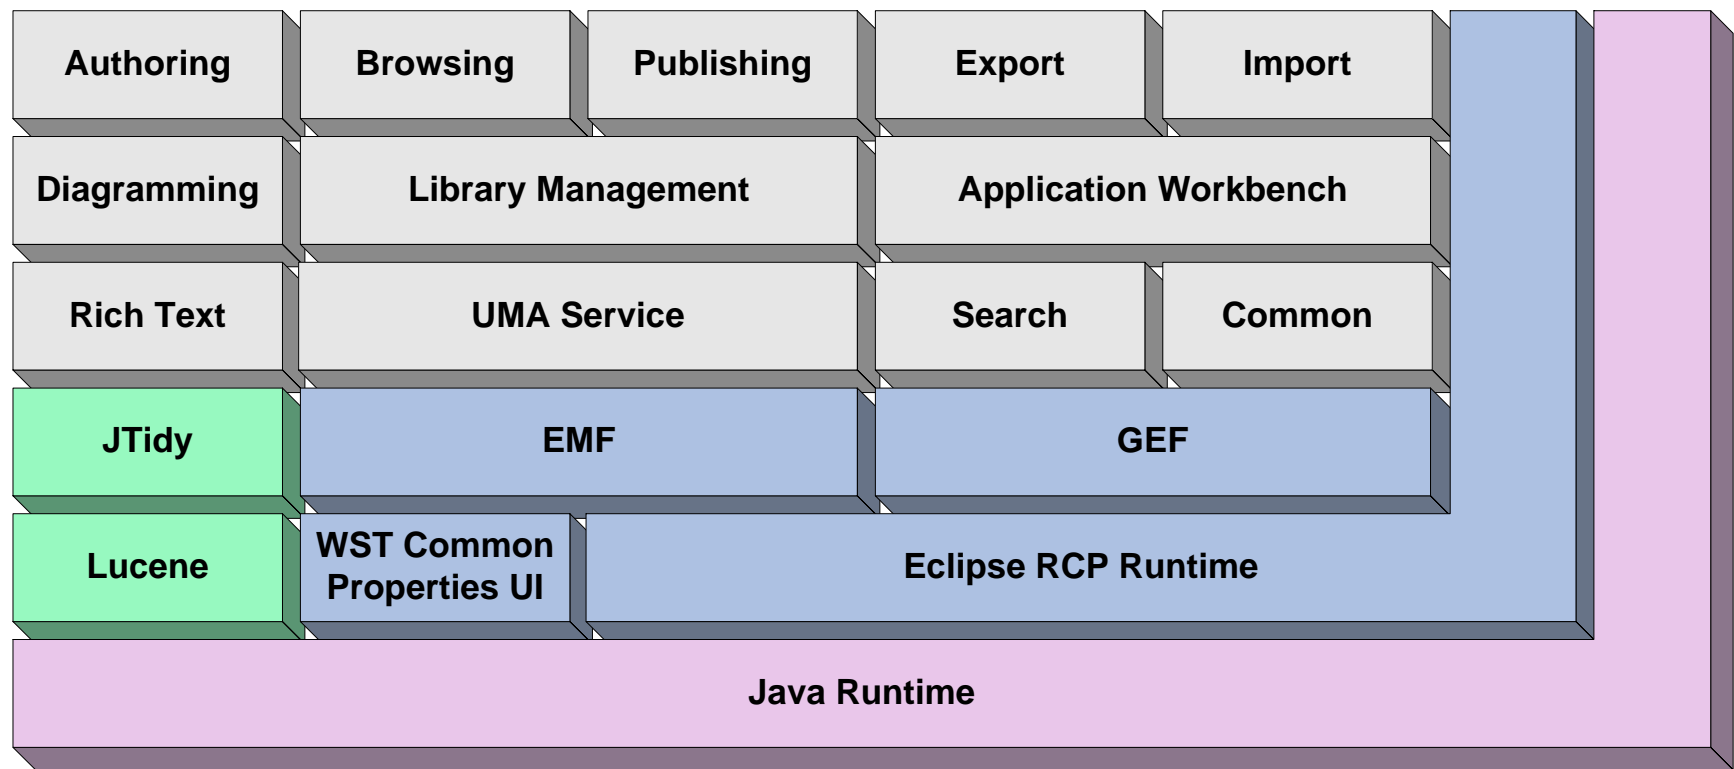 Authoring
Browsing
Publishing
Export
Import
Diagramming
Library Management
Application Workbench
Rich Text
UMA Service
Search
Common
JTidy
EMF
GEF
Lucene
WST Common
Properties UI
Eclipse RCP Runtime
Java Runtime